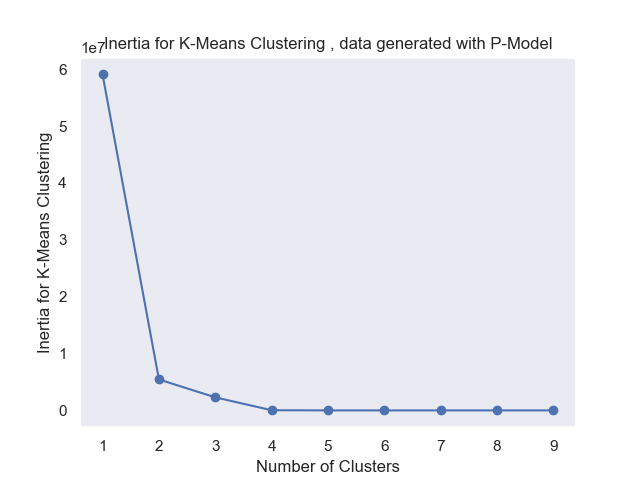 Inertia for K-Means Clustering , data generated with P-Model
1e7
6
5
4
3
2
1
0
Inertia for K-Means Clustering
1 2 3 4 5 6 7 8 9
Number of Clusters